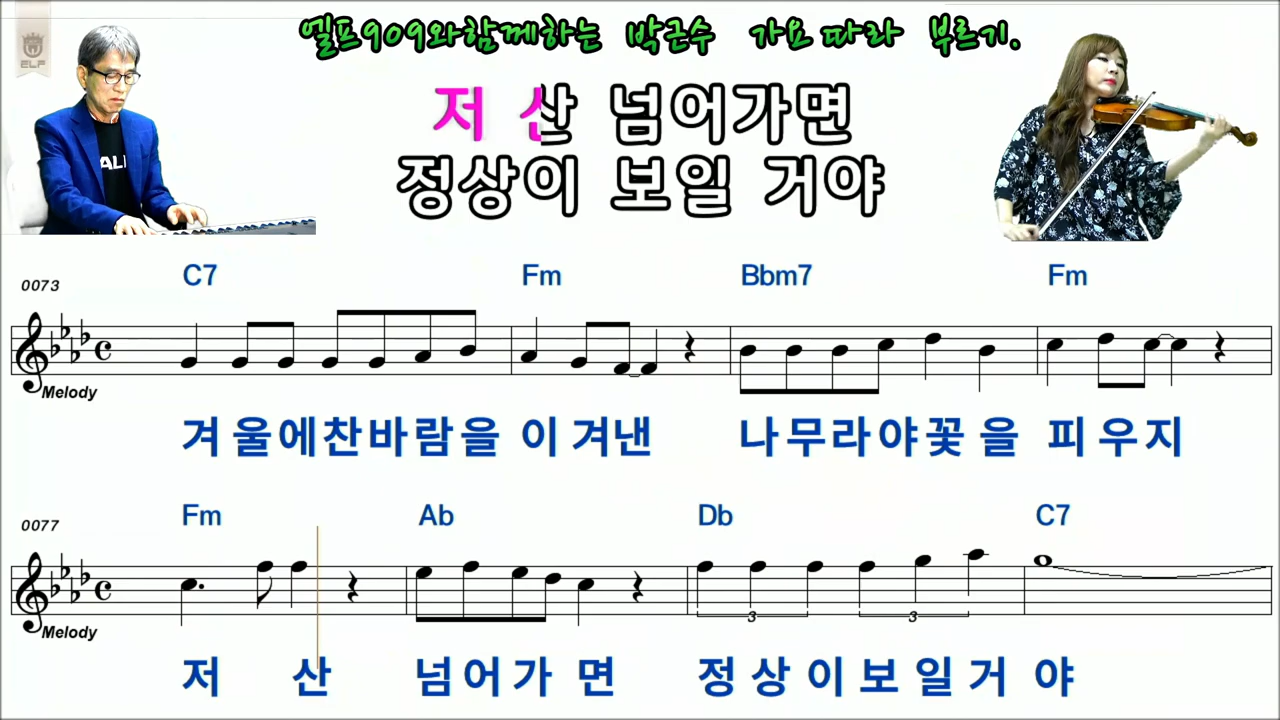 엘프909와함께하는 박근수 가요 따라 부르기.
ELF
저 산 넘어가면
정상이 보일 거야
0073
C7 Fm Bbm7 Fm
Melody
겨울에찬바람을 이겨낸 나무라야꽃을 피우지
0077
Fm Ab Db C7
3 3
Melody
저 산 넘어가 면 정상이보일거 야